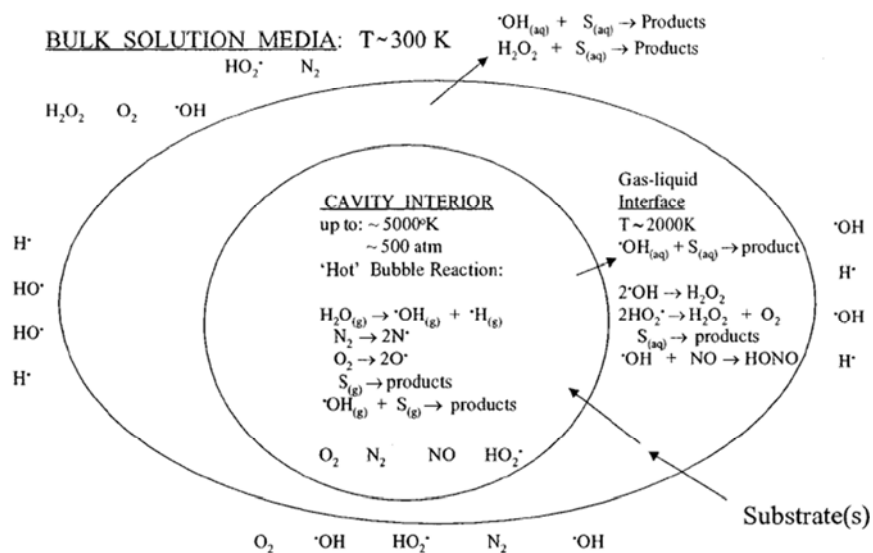 BULK SOLUTION MEDIA: T~300 K
•OH(aq) + S(aq) → Products
H₂O₂ + S(aq) → Products
HO₂• N₂
H₂O₂ O₂ •OH
CAVITY INTERIOR
up to: ~ 5000°K
~ 500 atm
'Hot' Bubble Reaction:
H₂O(g) → •OH(g) + •H(g)
N₂ → 2N•
O₂ → 2O•
S(g) → products
•OH(g) + S(g) → products
O₂ N₂ NO HO₂•
Gas-liquid
Interface
T~2000K
•OH(aq) + S(aq) → product
2•OH → H₂O₂
2HO₂• → H₂O₂ + O₂
S(aq) → products
•OH + NO → HONO
H•
HO•
HO•
H•
•OH
H•
•OH
H•
Substrate(s)
O₂ •OH HO₂• N₂ •OH